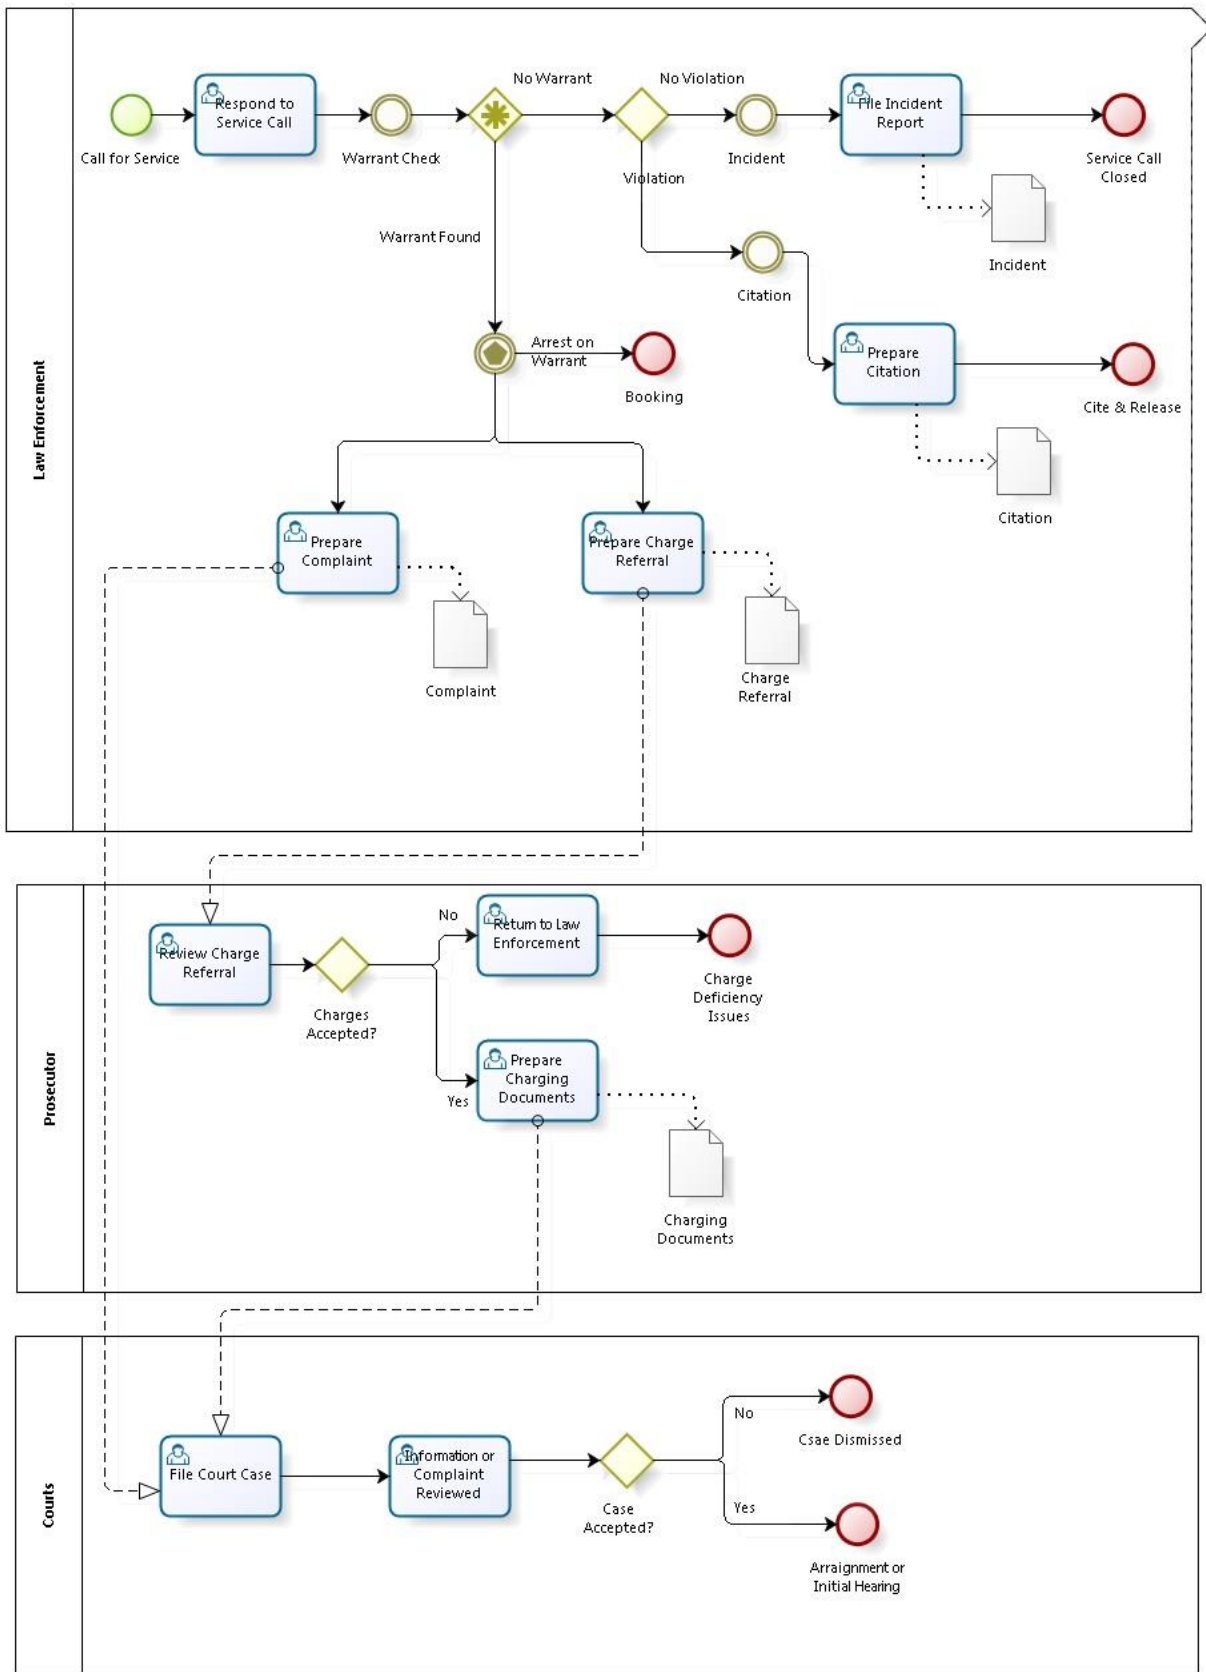 Law Enforcement
No Warrant
No Violation
Respond to
Service Call
File Incident
Report
Call for Service
Warrant Check
Violation
Incident
Service Call
Closed
Warrant Found
Incident
Citation
Arrest on
Warrant
Prepare
Citation
Booking
Cite & Release
Citation
Prepare
Complaint
Prepare Charge
Referral
Complaint
Charge
Referral
Prosecutor
No
Return to Law
Enforcement
Review Charge
Referral
Charges
Accepted?
Charge
Deficiency
Issues
Prepare
Charging
Documents
Yes
Charging
Documents
Courts
No
Csae Dismissed
File Court Case
Information or
Complaint
Reviewed
Case
Accepted?
Yes
Arraignment or
Initial Hearing